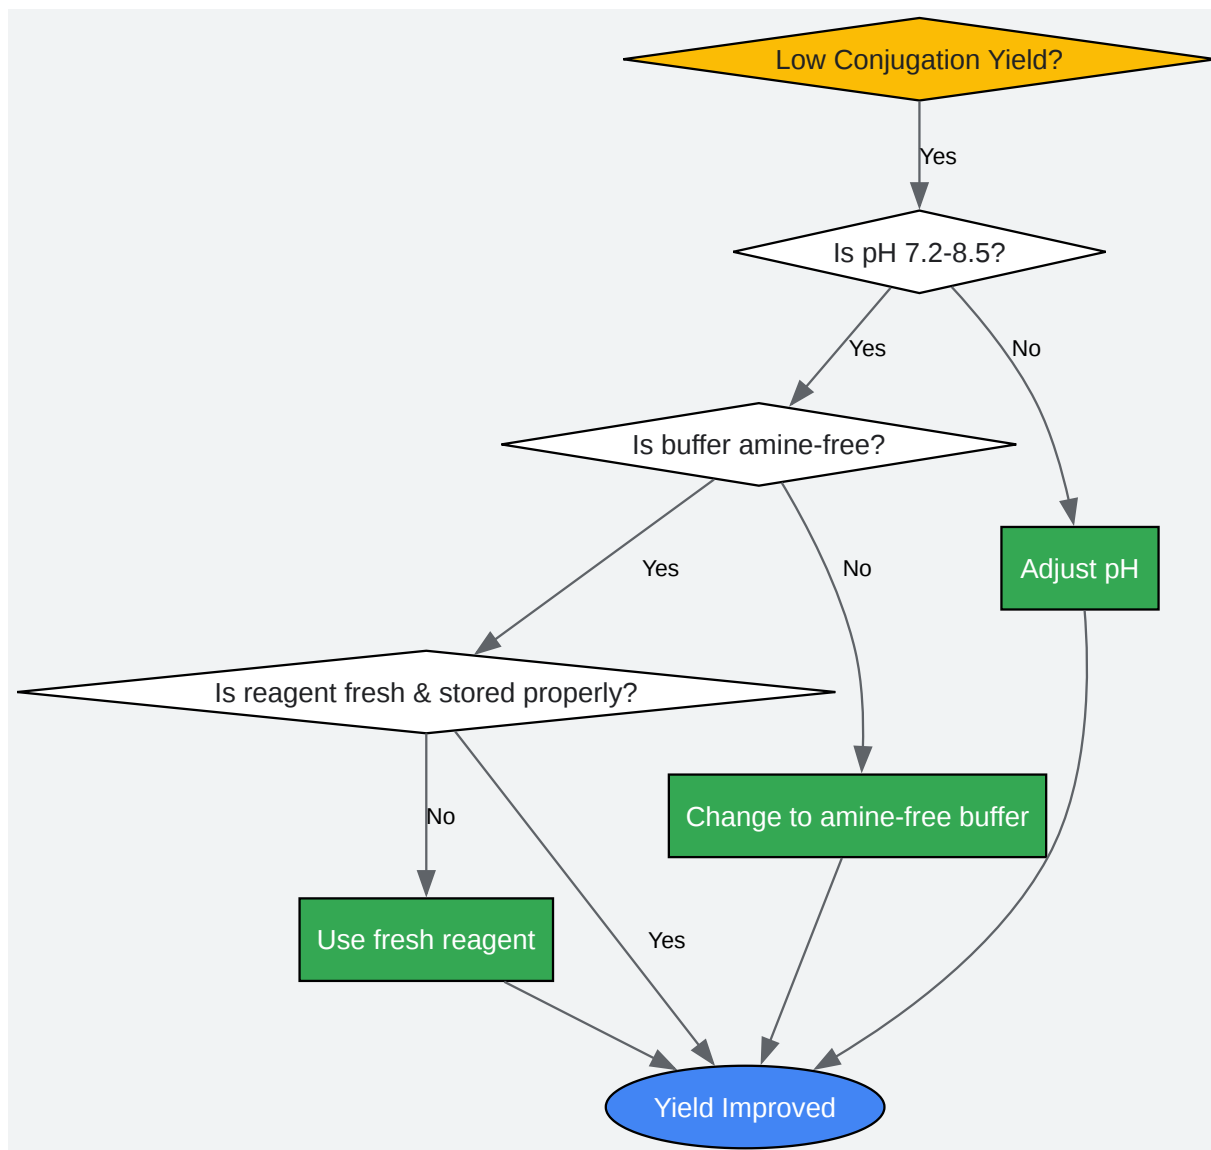 Low Conjugation Yield?
Yes
Is pH 7.2-8.5?
Yes
No
Is buffer amine-free?
Yes
No
Adjust pH
Is reagent fresh & stored properly?
No
Change to amine-free buffer
Use fresh reagent
Yes
Yield Improved